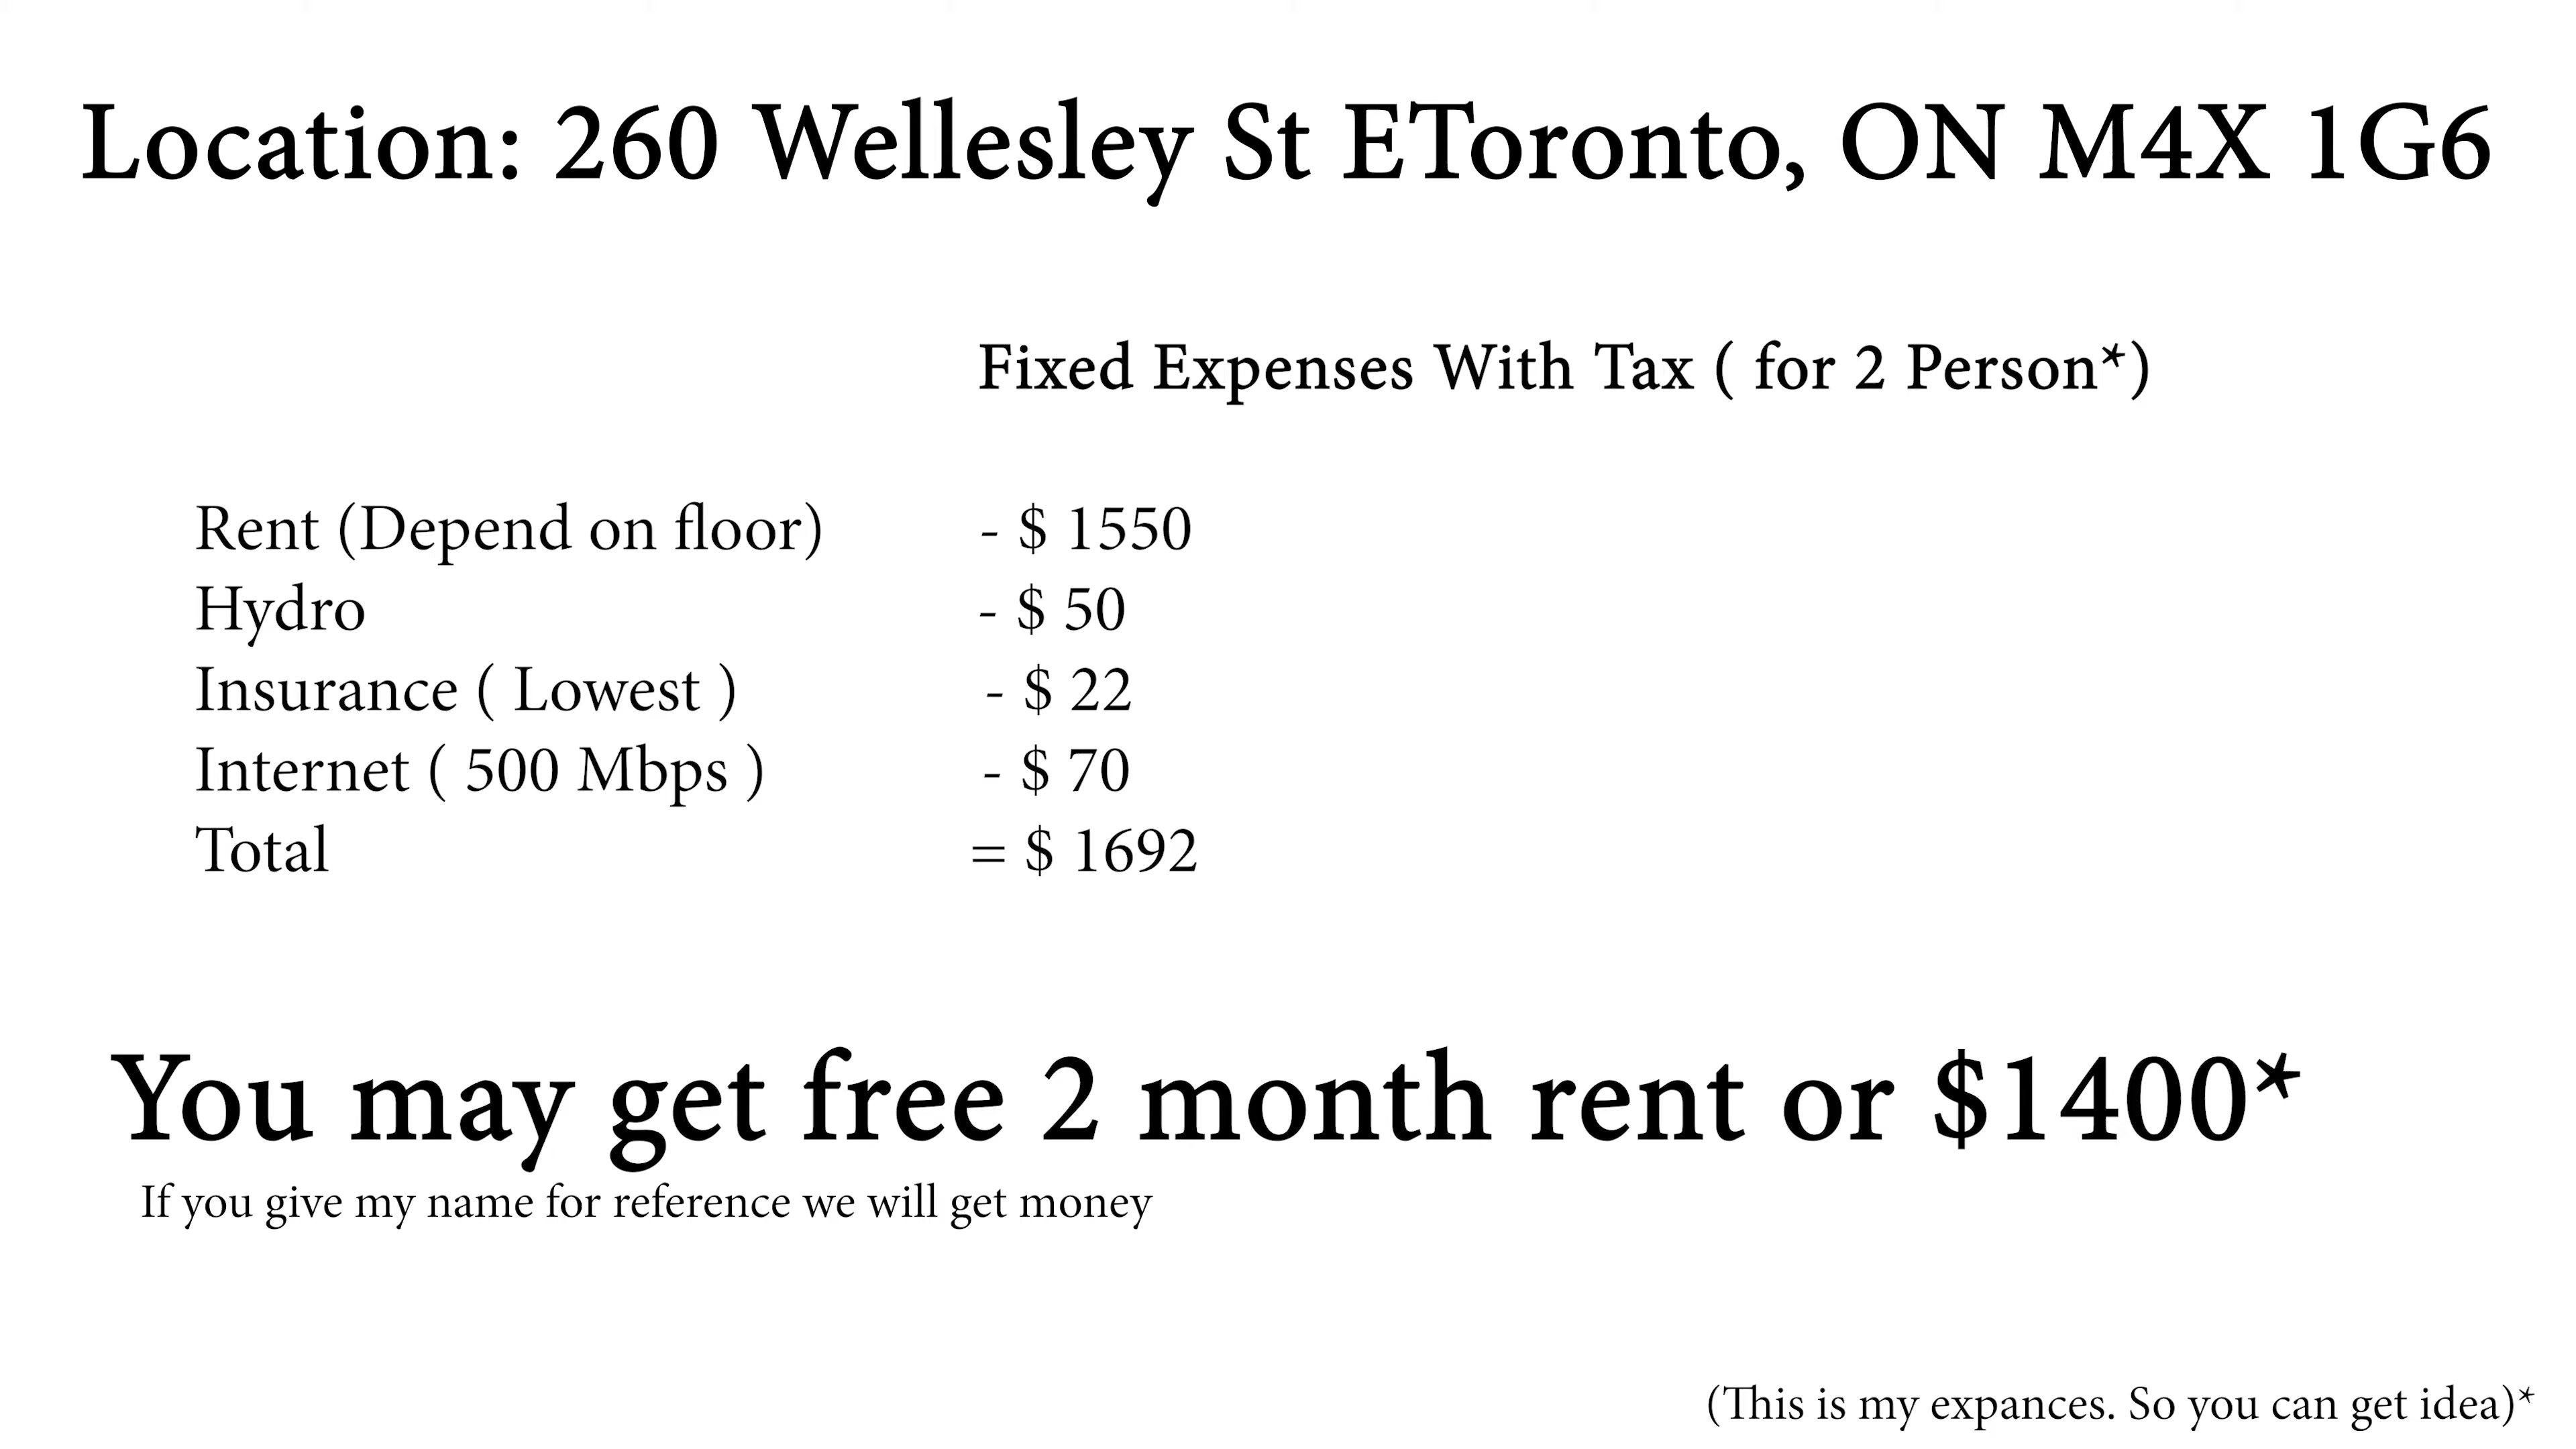 Location: 260 Wellesley St EToronto, ON M4X 1G6
Fixed Expenses With Tax ( for 2 Person*)
Rent (Depend on floor) - $ 1550
Hydro - $ 50
Insurance ( Lowest ) - $ 22
Internet ( 500 Mbps ) - $ 70
Total = $ 1692
You may get free 2 month rent or $1400*
If you give my name for reference we will get money
(This is my expances. So you can get idea)*